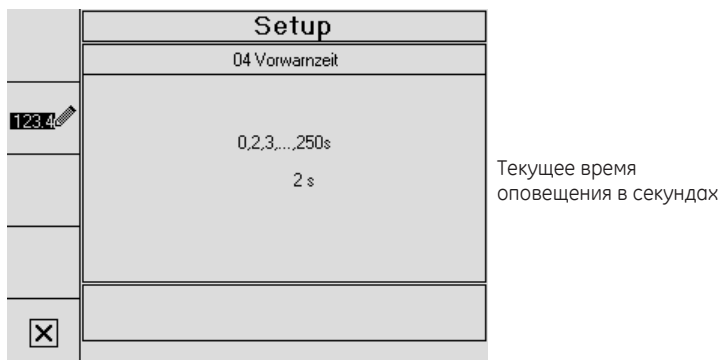 Setup
04 Vorwarnzeit
123.4
0,2,3,...,250s
2 s
Текущее время
оповещения в секундах